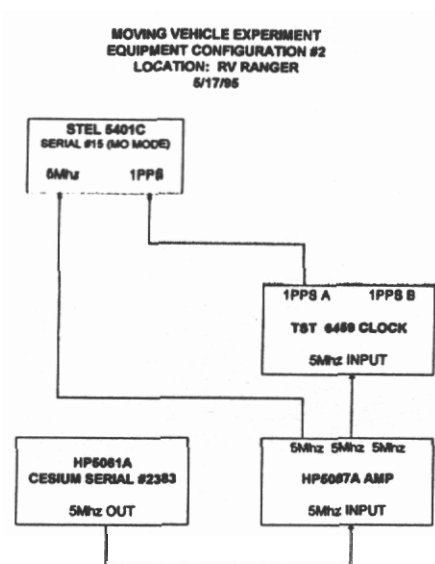 MOVING VEHICLE EXPERIMENT
EQUIPMENT CONFIGURATION #2
LOCATION: RV RANGER
5/17/95
STEL 5401C
SERIAL #15 (MO MODE)
5Mhz 1PPS
1PPS A 1PPS B
TST 6459 CLOCK
5Mhz INPUT
5Mhz 5Mhz 5Mhz
HP5061A
CESIUM SERIAL #2383
5Mhz OUT
HP5087A AMP
5Mhz INPUT